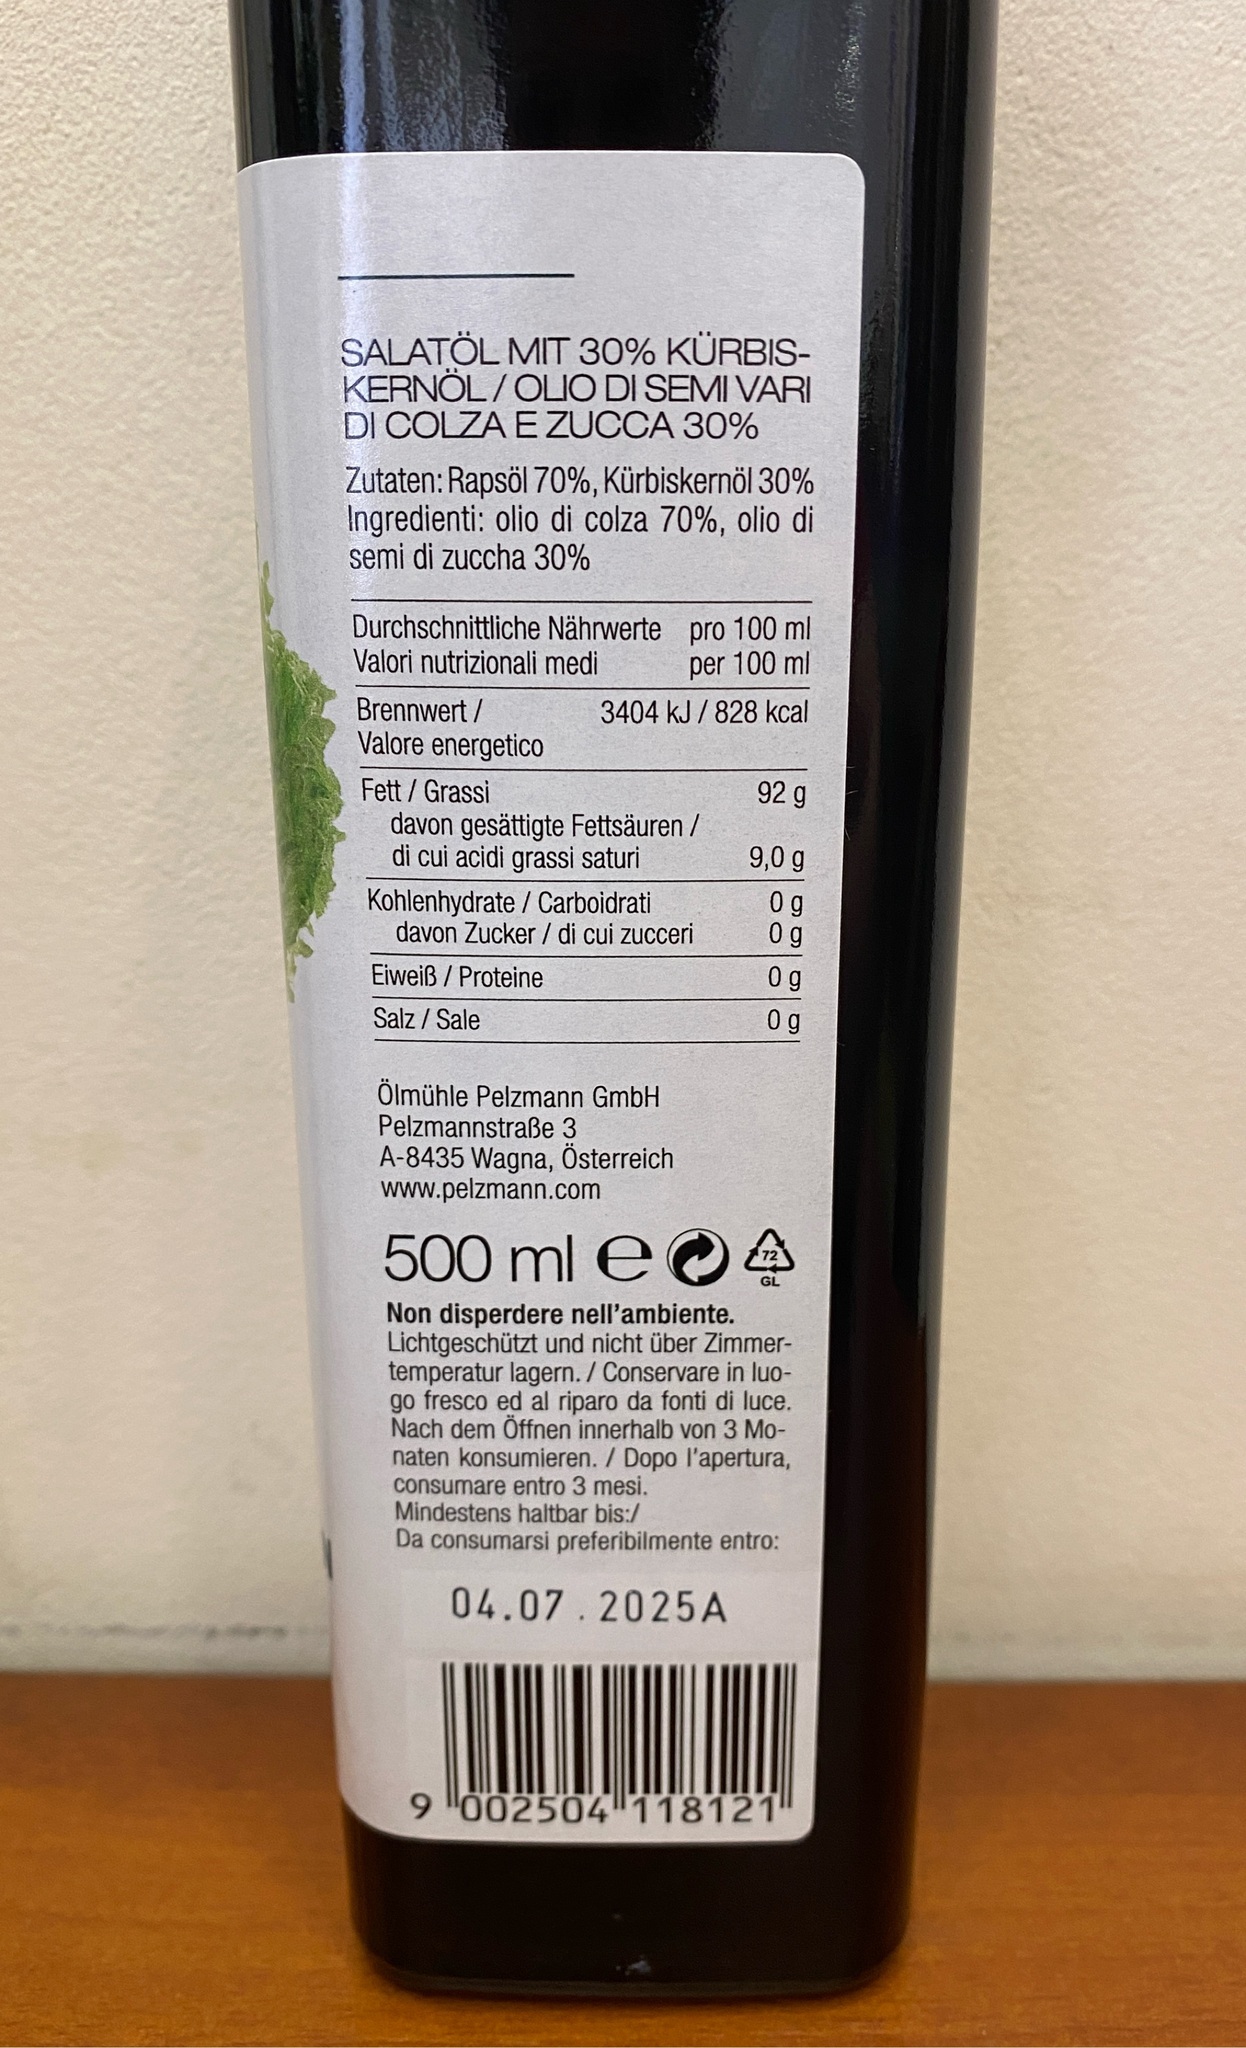 SALATÖL MIT 30% KÜRBIS-
KERNÖL / OLIO DI SEMI VARI
DI COLZA E ZUCCA 30%
Zutaten: Rapsöl 70%, Kürbiskernöl 30%
Ingredienti: olio di colza 70%, olio di
semi di zuccha 30%
Durchschnittliche Nährwerte pro 100 ml
Valori nutrizionali medi per 100 ml
Brennwert / 3404 kJ / 828 kcal
Valore energetico
Fett / Grassi 92 g
davon gesättigte Fettsäuren /
di cui acidi grassi saturi 9,0 g
Kohlenhydrate / Carboidrati 0 g
davon Zucker / di cui zucceri 0 g
Eiweiß / Proteine 0 g
Salz / Sale 0 g
Ölmühle Pelzmann GmbH
Pelzmannstraße 3
A-8435 Wagna, Österreich
www.pelzmann.com
500 ml e 72
GL
Non disperdere nell'ambiente.
Lichtgeschützt und nicht über Zimmer-
temperatur lagern. / Conservare in luo-
go fresco ed al riparo da fonti di luce.
Nach dem Öffnen innerhalb von 3 Mo-
naten konsumieren. / Dopo l'apertura,
consumare entro 3 mesi.
Mindestens haltbar bis:/
Da consumarsi preferibilmente entro:
04.07.2025A
9 002504 118121